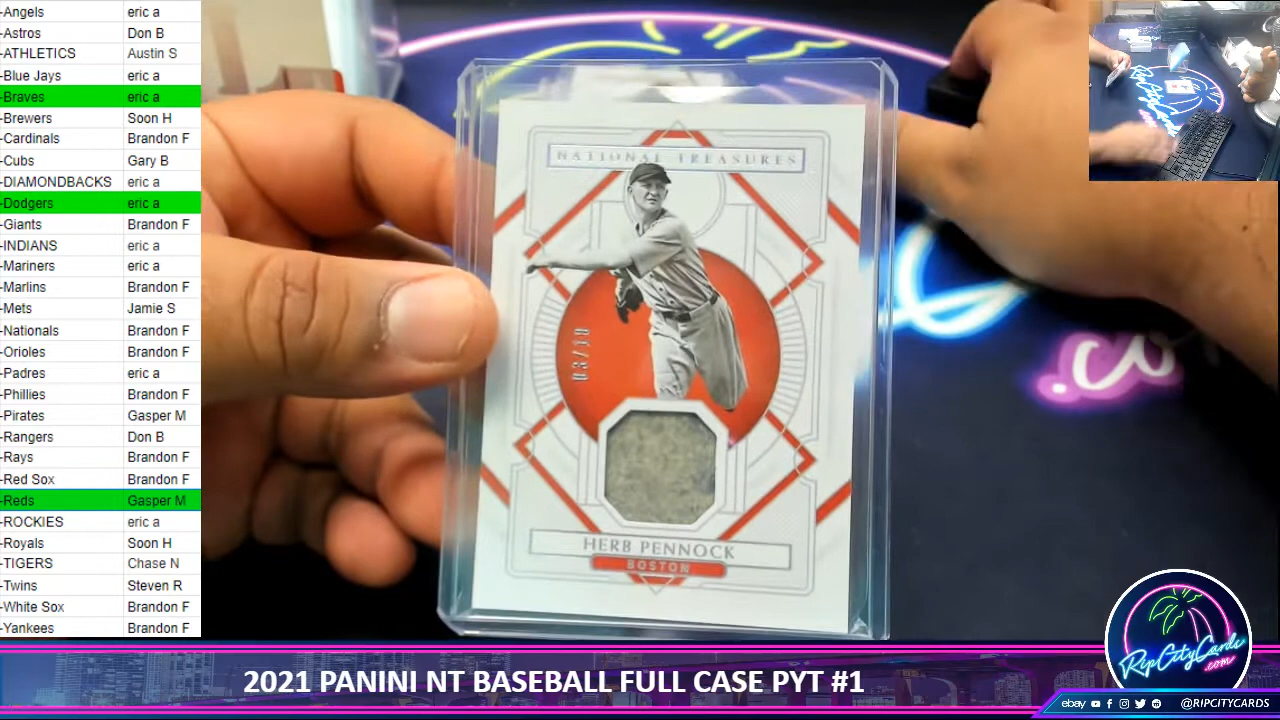 -Angels eric a
-Astros Don B
-ATHLETICS Austin S
-Blue Jays eric a
-Braves eric a
-Brewers Soon H
-Cardinals Brandon F
-Cubs Gary B
-DIAMONDBACKS eric a
-Dodgers eric a
-Giants Brandon F
-INDIANS eric a
-Mariners eric a
-Marlins Brandon F
-Mets Jamie S
-Nationals Brandon F
-Orioles Brandon F
-Padres eric a
-Phillies Brandon F
-Pirates Gasper M
-Rangers Don B
-Rays Brandon F
-Red Sox Brandon F
-Reds Gasper M
-ROCKIES eric a
-Royals Soon H
-TIGERS Chase N
-Twins Steven R
-White Sox Brandon F
-Yankees Brandon F
NATIONAL TREASURES
03/10
HERB PENNOCK
BOSTON
.co
RipCityCards
.com
2021 PANINI NT BASEBALL FULL CASE PYT #1
ebay @RIPCITYCARDS